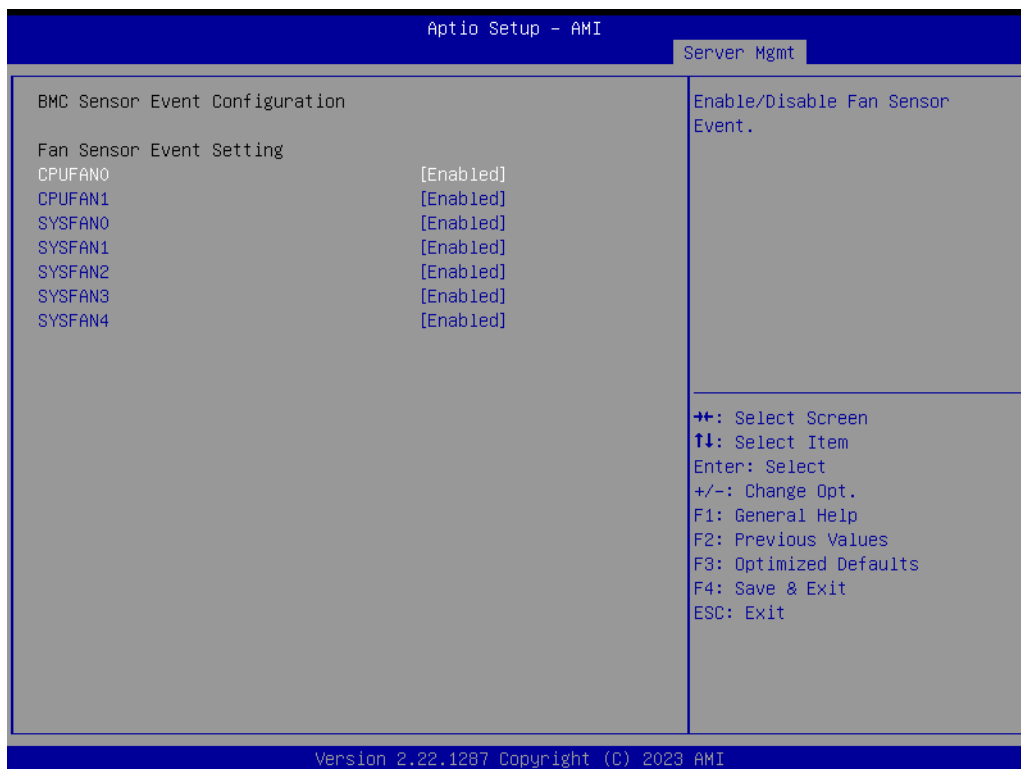 Aptio Setup – AMI
Server Mgmt
BMC Sensor Event Configuration
Fan Sensor Event Setting
CPUFAN0 [Enabled]
CPUFAN1 [Enabled]
SYSFAN0 [Enabled]
SYSFAN1 [Enabled]
SYSFAN2 [Enabled]
SYSFAN3 [Enabled]
SYSFAN4 [Enabled]
Enable/Disable Fan Sensor
Event.
→←: Select Screen
↑↓: Select Item
Enter: Select
+/-: Change Opt.
F1: General Help
F2: Previous Values
F3: Optimized Defaults
F4: Save & Exit
ESC: Exit
Version 2.22.1287 Copyright (C) 2023 AMI